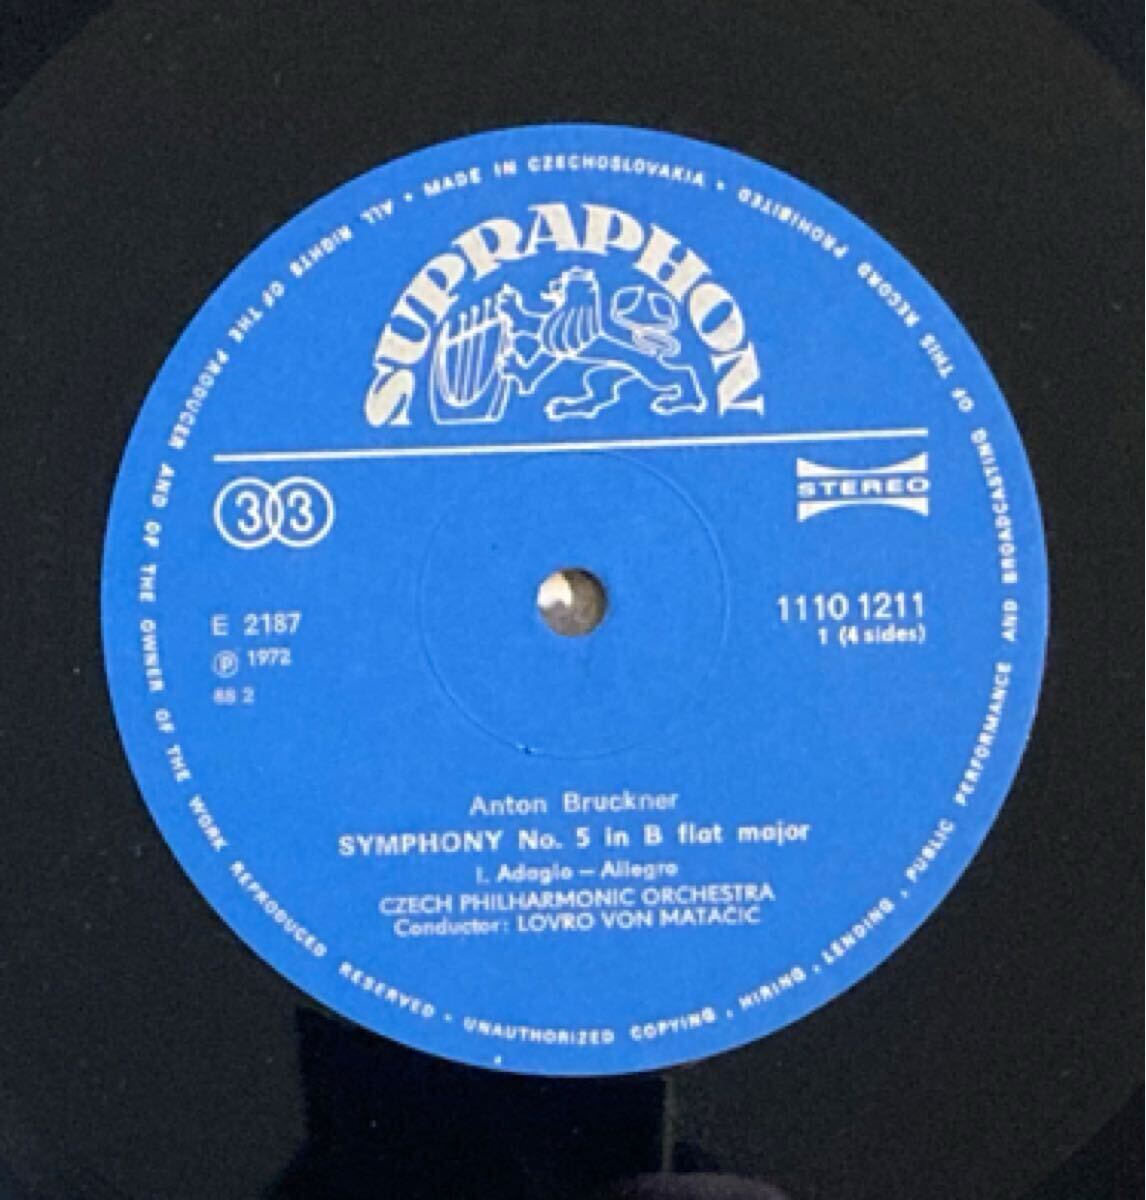 MADE IN CZECHOSLOVAKIA • PROHIBITED
ALL RIGHTS OF THE PRODUCER AND OF THE OWNER OF THE WORK REPRODUCED RESERVED • UNAUTHORIZED COPYING, HIRING, LENDING, PUBLIC PERFORMANCE AND BROADCASTING OF THIS RECORD PROHIBITED
SUPRAPHON
33
STEREO
E 2187
1110 1211
℗ 1972
1 (4 sides)
88 2
Anton Bruckner
SYMPHONY No. 5 in B flat major
I. Adagio – Allegro
CZECH PHILHARMONIC ORCHESTRA
Conductor: LOVRO VON MATAČIĆ